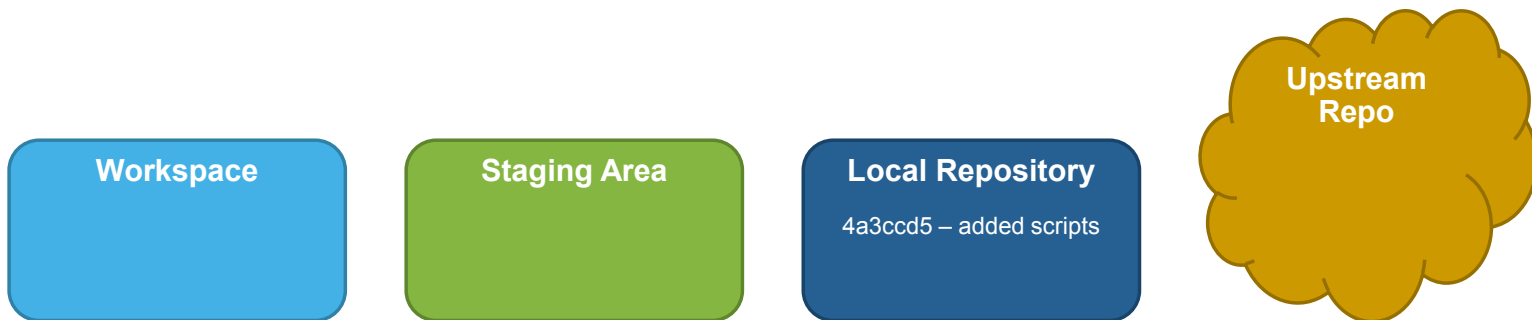 Workspace
Staging Area
Local Repository
4a3ccd5 – added scripts
Upstream
Repo